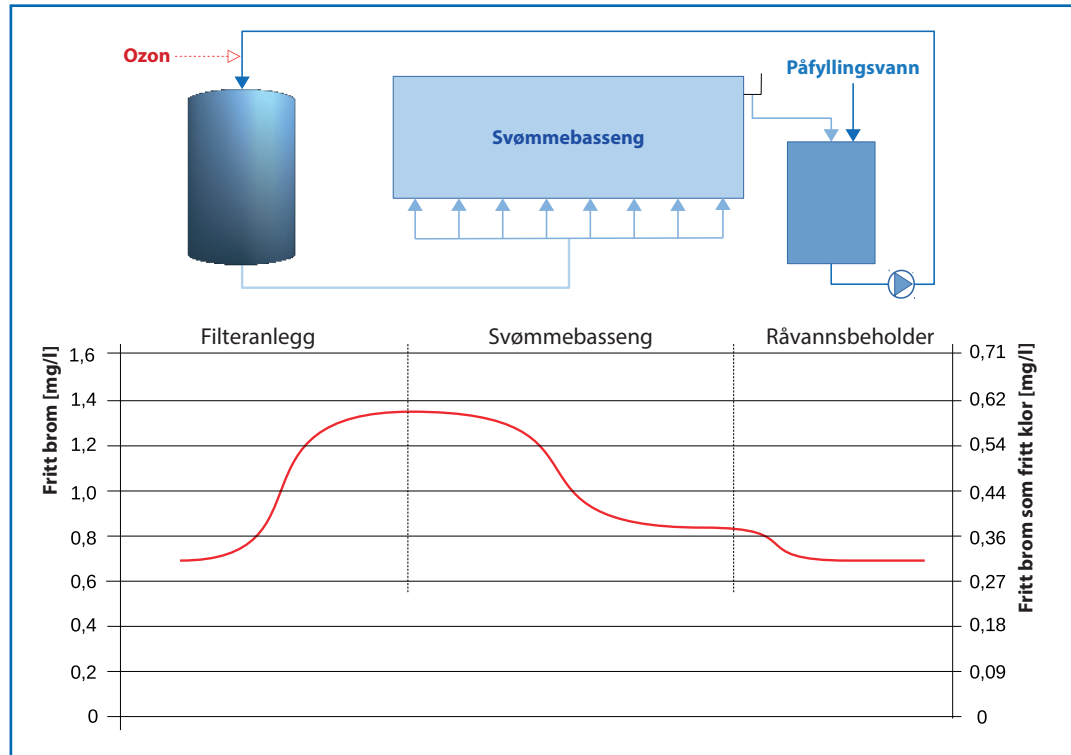 Ozon
Påfyllingsvann
Svømmebasseng
Filteranlegg
Svømmebasseng
Råvannsbeholder
Fritt brom [mg/l]
1,6
1,4
1,2
1,0
0,8
0,6
0,4
0,2
0
0,71
0,62
0,54
0,44
0,36
0,27
0,18
0,09
0
Fritt brom som fritt klor [mg/l]